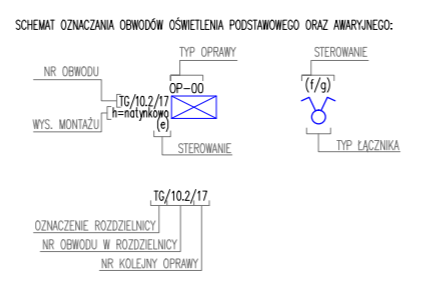 SCHEMAT OZNACZANIA OBWODÓW OŚWIETLENIA PODSTAWOWEGO ORAZ AWARYJNEGO:
TYP OPRAWY
STEROWANIE
NR OBWODU
OP-00
(f/g)
TG/10.2/17
h=natynkowo
WYS. MONTAŻU
(e)
STEROWANIE
TYP ŁĄCZNIKA
TG/10.2/17
OZNACZENIE ROZDZIELNICY
NR OBWODU W ROZDZIELNICY
NR KOLEJNY OPRAWY